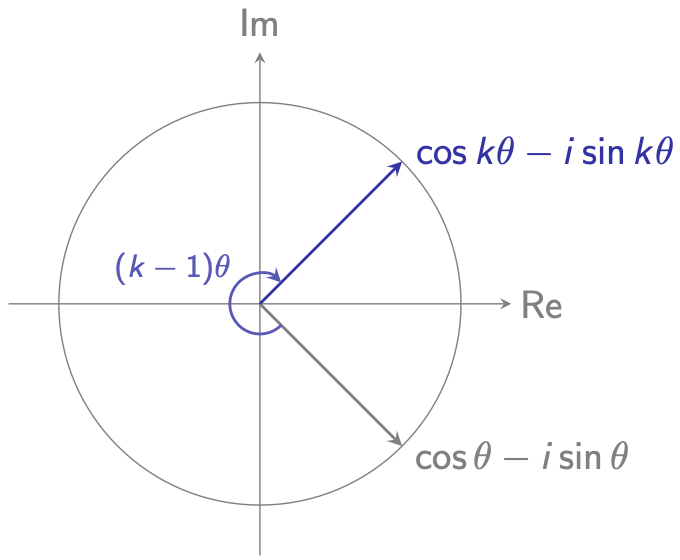 Im
cos kθ − i sin kθ
(k − 1)θ
Re
cos θ − i sin θ